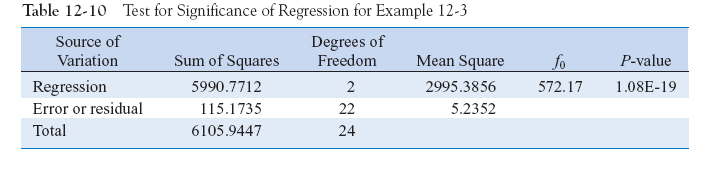 Table 12-10 Test for Significance of Regression for Example 12-3
Source of Variation Sum of Squares Degrees of Freedom Mean Square f0 P-value
Regression 5990.7712 2 2995.3856 572.17 1.08E-19
Error or residual 115.1735 22 5.2352
Total 6105.9447 24